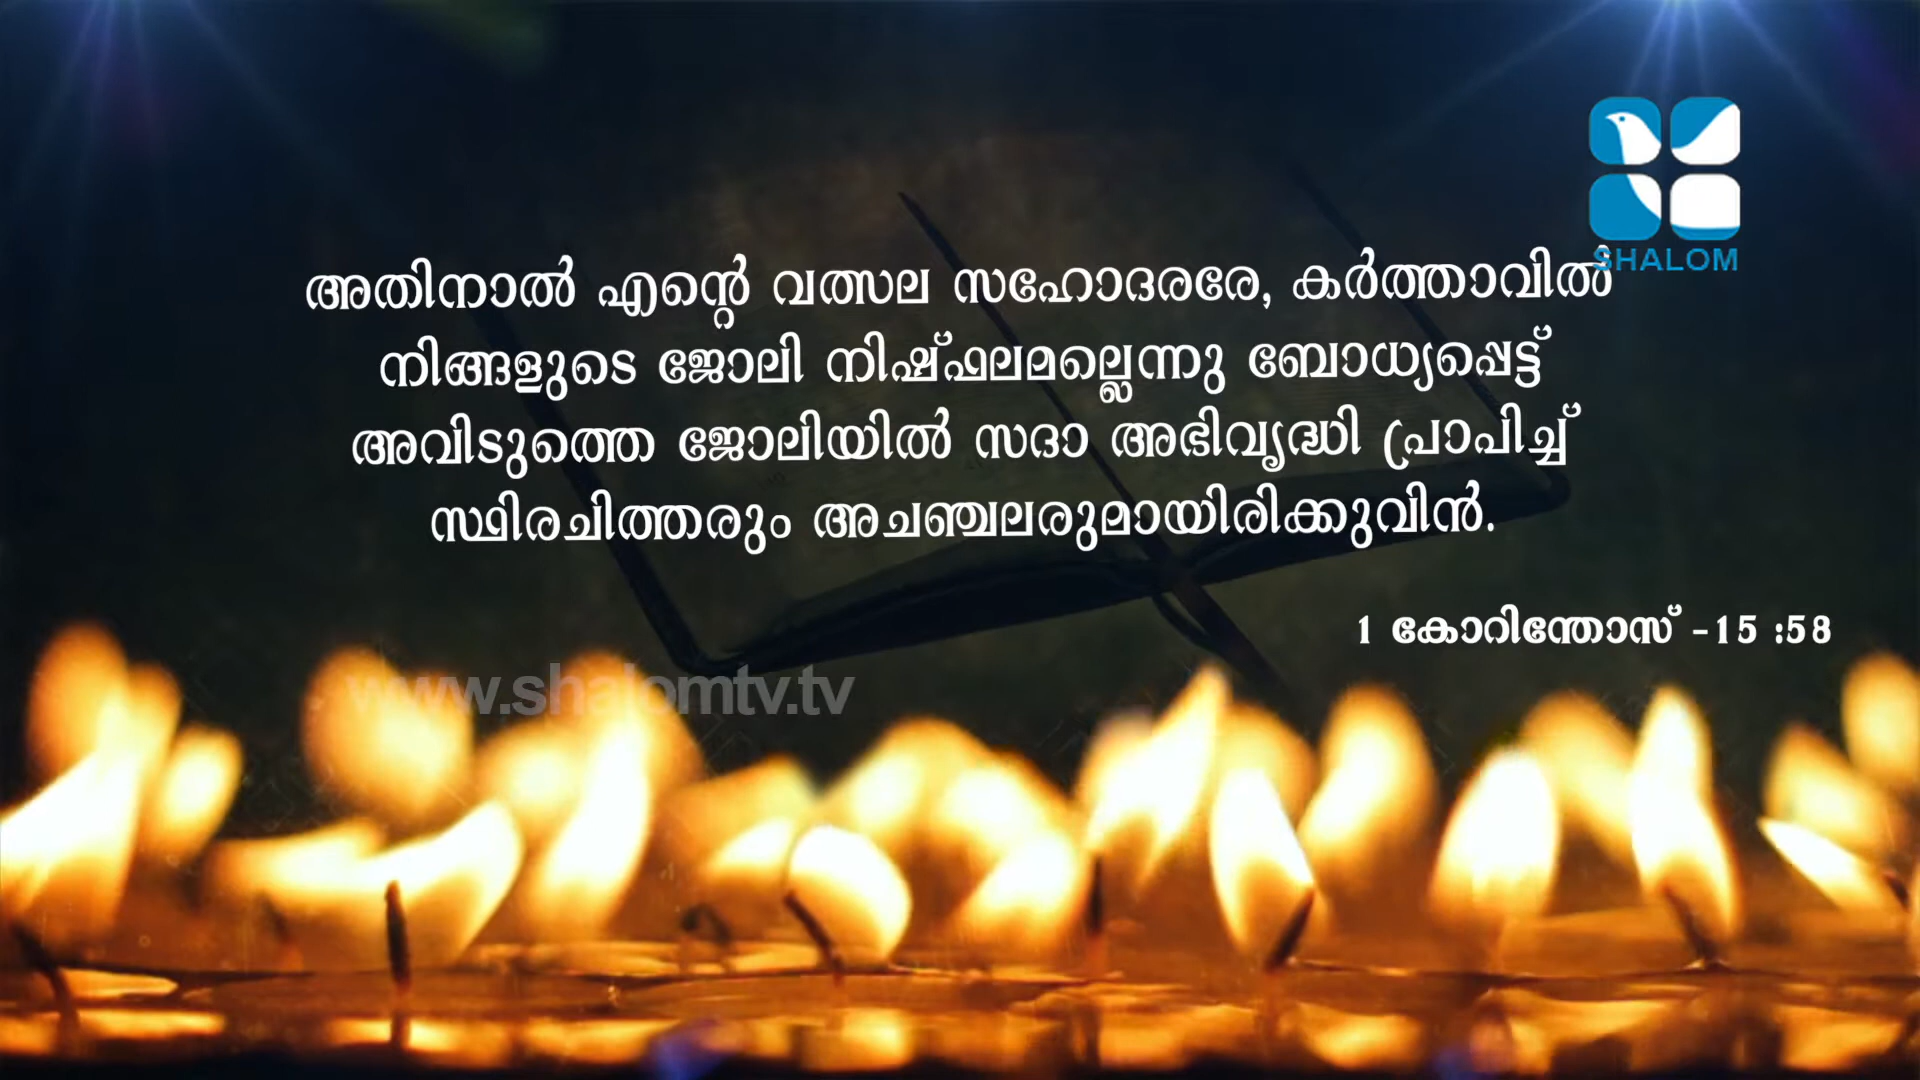 SHALOM
അതിനാൽ എന്റെ വത്സല സഹോദരരേ, കർത്താവിൽ
നിങ്ങളുടെ ജോലി നിഷ്ഫലമല്ലെന്നു ബോധ്യപ്പെട്ട്
അവിടുത്തെ ജോലിയിൽ സദാ അഭിവൃദ്ധി പ്രാപിച്ച്
സ്ഥിരചിത്തരും അചഞ്ചലരുമായിരിക്കുവിൻ.
1 കോറിന്തോസ് -15 :58
www.shalomtv.tv